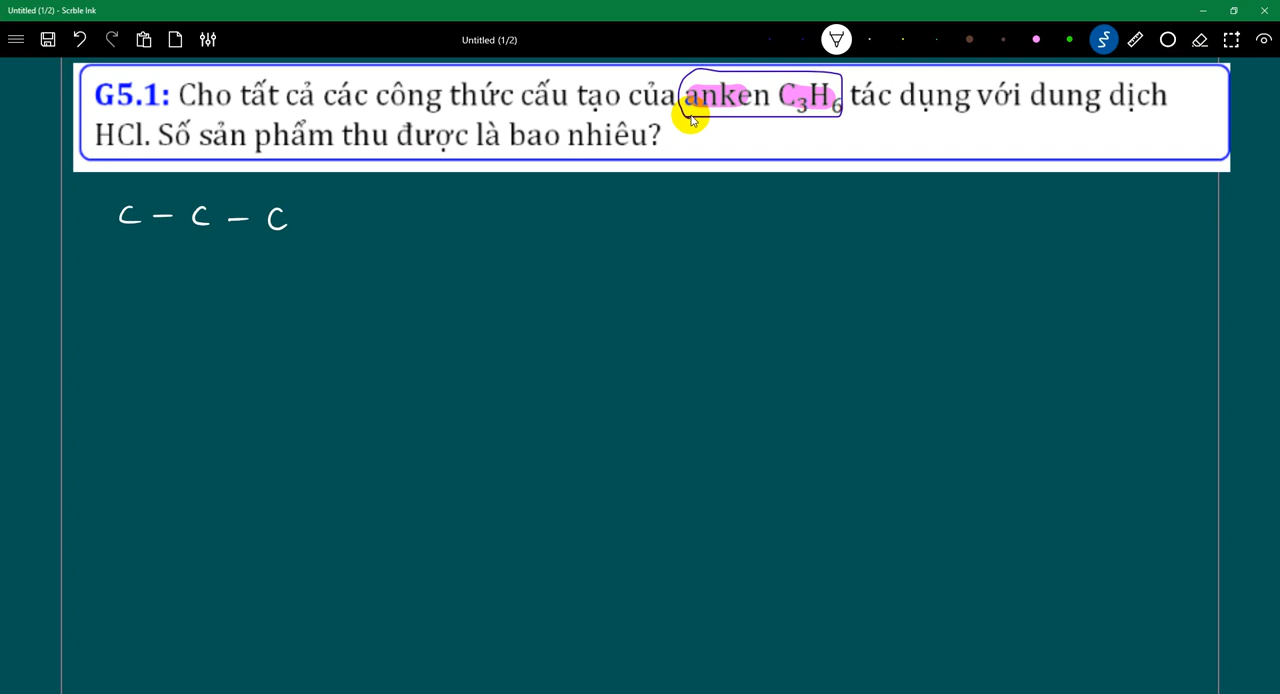 Untitled (1/2) - Scrble Ink
Untitled (1/2)
G5.1: Cho tất cả các công thức cấu tạo của anken C₃H₆ tác dụng với dung dịch
HCl. Số sản phẩm thu được là bao nhiêu?
C - C - C